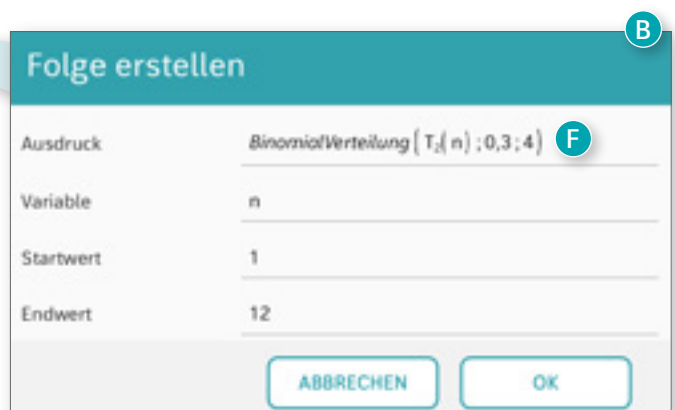 B
Folge erstellen
Ausdruck BinomialVerteilung(T₂(n);0,3;4) F
Variable n
Startwert 1
Endwert 12
ABBRECHEN OK